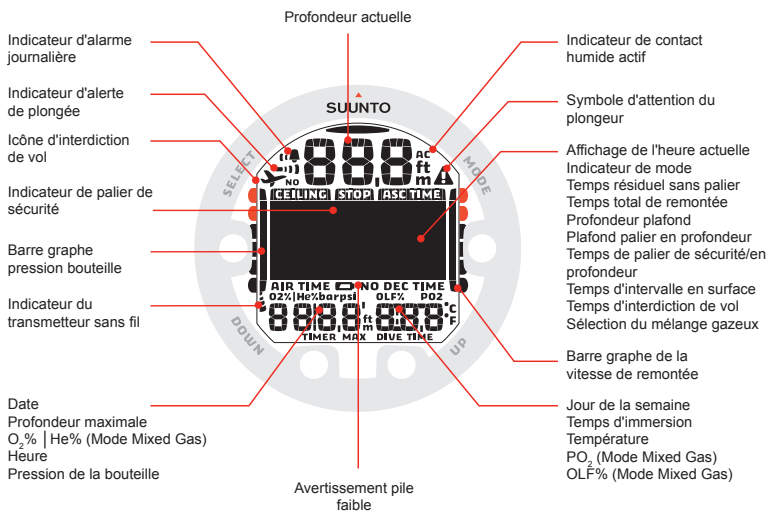 Profondeur actuelle
Indicateur d'alarme
journalière
Indicateur d'alerte
de plongée
Icône d'interdiction
de vol
Indicateur de palier de
sécurité
Barre graphe
pression bouteille
Indicateur du
transmetteur sans fil
Date
Profondeur maximale
O₂% | He% (Mode Mixed Gas)
Heure
Pression de la bouteille
SUUNTO
SELECT
MODE
DOWN
UP
888
AC
ft
m
NO
CEILING STOP ASC TIME
AIR TIME NO DEC TIME
O2% He% bar psi OLF% PO2
888.8 ft m 88.8 °C °F
TIMER MAX DIVE TIME
Avertissement pile
faible
Indicateur de contact
humide actif
Symbole d'attention du
plongeur
Affichage de l'heure actuelle
Indicateur de mode
Temps résiduel sans palier
Temps total de remontée
Profondeur plafond
Plafond palier en profondeur
Temps de palier de sécurité/en
profondeur
Temps d'intervalle en surface
Temps d'interdiction de vol
Sélection du mélange gazeux
Barre graphe de la
vitesse de remontée
Jour de la semaine
Temps d'immersion
Température
PO₂ (Mode Mixed Gas)
OLF% (Mode Mixed Gas)